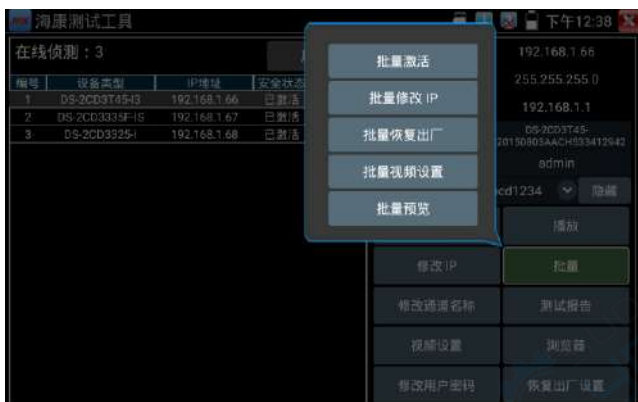 海康测试工具
下午12:38
在线侦测：3
编号 设备类型 IP地址 安全状态
1 DS-2CD3T45-I3 192.168.1.66 已激活
2 DS-2CD3335F-IS 192.168.1.67 已激活
3 DS-2CD3325-I 192.168.1.68 已激活
批量激活
批量修改 IP
批量恢复出厂
批量视频设置
批量预览
192.168.1.66
255.255.255.0
192.168.1.1
DS-2CD3T45-
20150803AACH533412942
admin
cd1234 隐藏
播放
修改 IP 批量
修改通道名称 测试报告
视频设置 浏览器
修改用户密码 恢复出厂设置